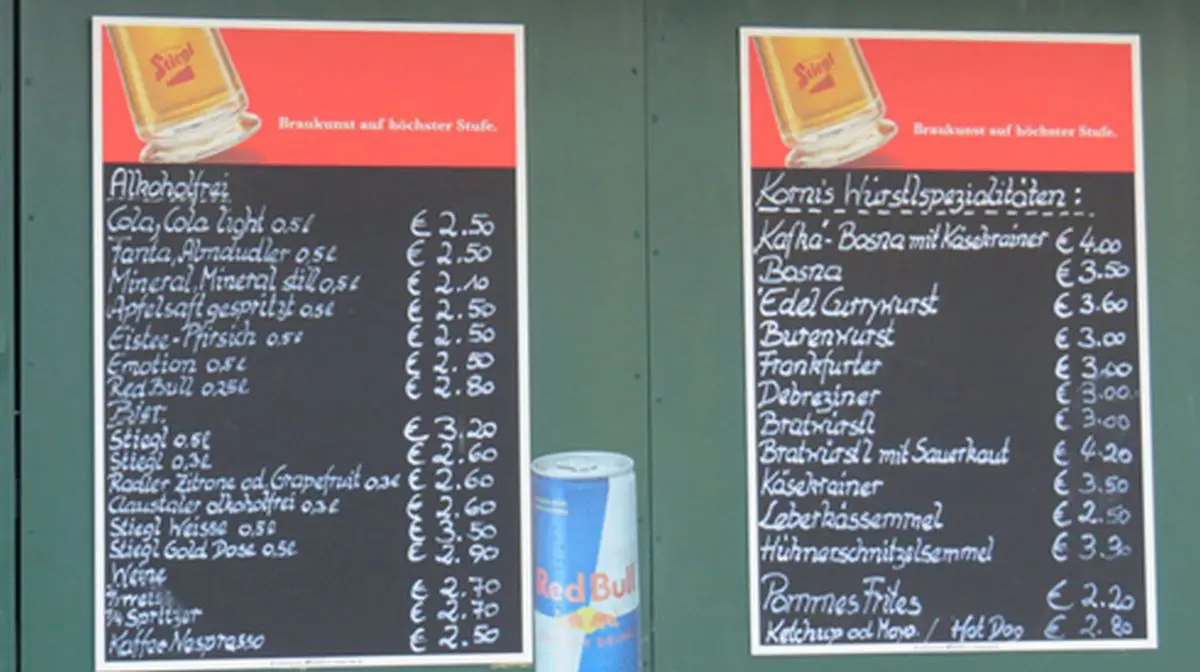 Stiegl
Braukunst auf höchster Stufe.
Alkoholfrei
Cola, Cola light 0,5l € 2.50
Fanta, Almdudler 0,5l € 2.50
Mineral, Mineral still 0,5l € 2.10
Apfelsaft gespritzt 0,5l € 2.50
Eistee-Pfirsich 0,5l € 2.50
Emotion 0,5l € 2.50
Red Bull 0,25l € 2.80
Bier:
Stiegl 0,5l € 3.20
Stiegl 0,3l € 2.60
Radler Zitrone od. Grapefruit 0,3l € 2.60
Claustaler alkoholfrei 0,3l € 2.60
Stiegl Weisse 0,5l € 3.50
Stiegl Gold Dose 0,5l € 2.90
Weine
€ 2.70
Spritzer € 2.70
Kaffee Nespresso € 2.50
Red Bull
Stiegl
Braukunst auf höchster Stufe.
Korni's Würstlspezialitäten:
Kafka- Bosna mit Käsekrainer € 4.00
Bosna € 3.50
Edel Currywurst € 3.60
Burenwurst € 3.00
Frankfurter € 3.00
Debreziner € 3.00
Bratwürstl € 3.00
Bratwürstl mit Sauerkaut € 4.20
Käsekrainer € 3.50
Leberkässemmel € 2.50
Hühnerschnitzelsemmel € 3.30
Pommes Frites € 2.20
Ketchup od Mayo. / Hot Dog € 2.80